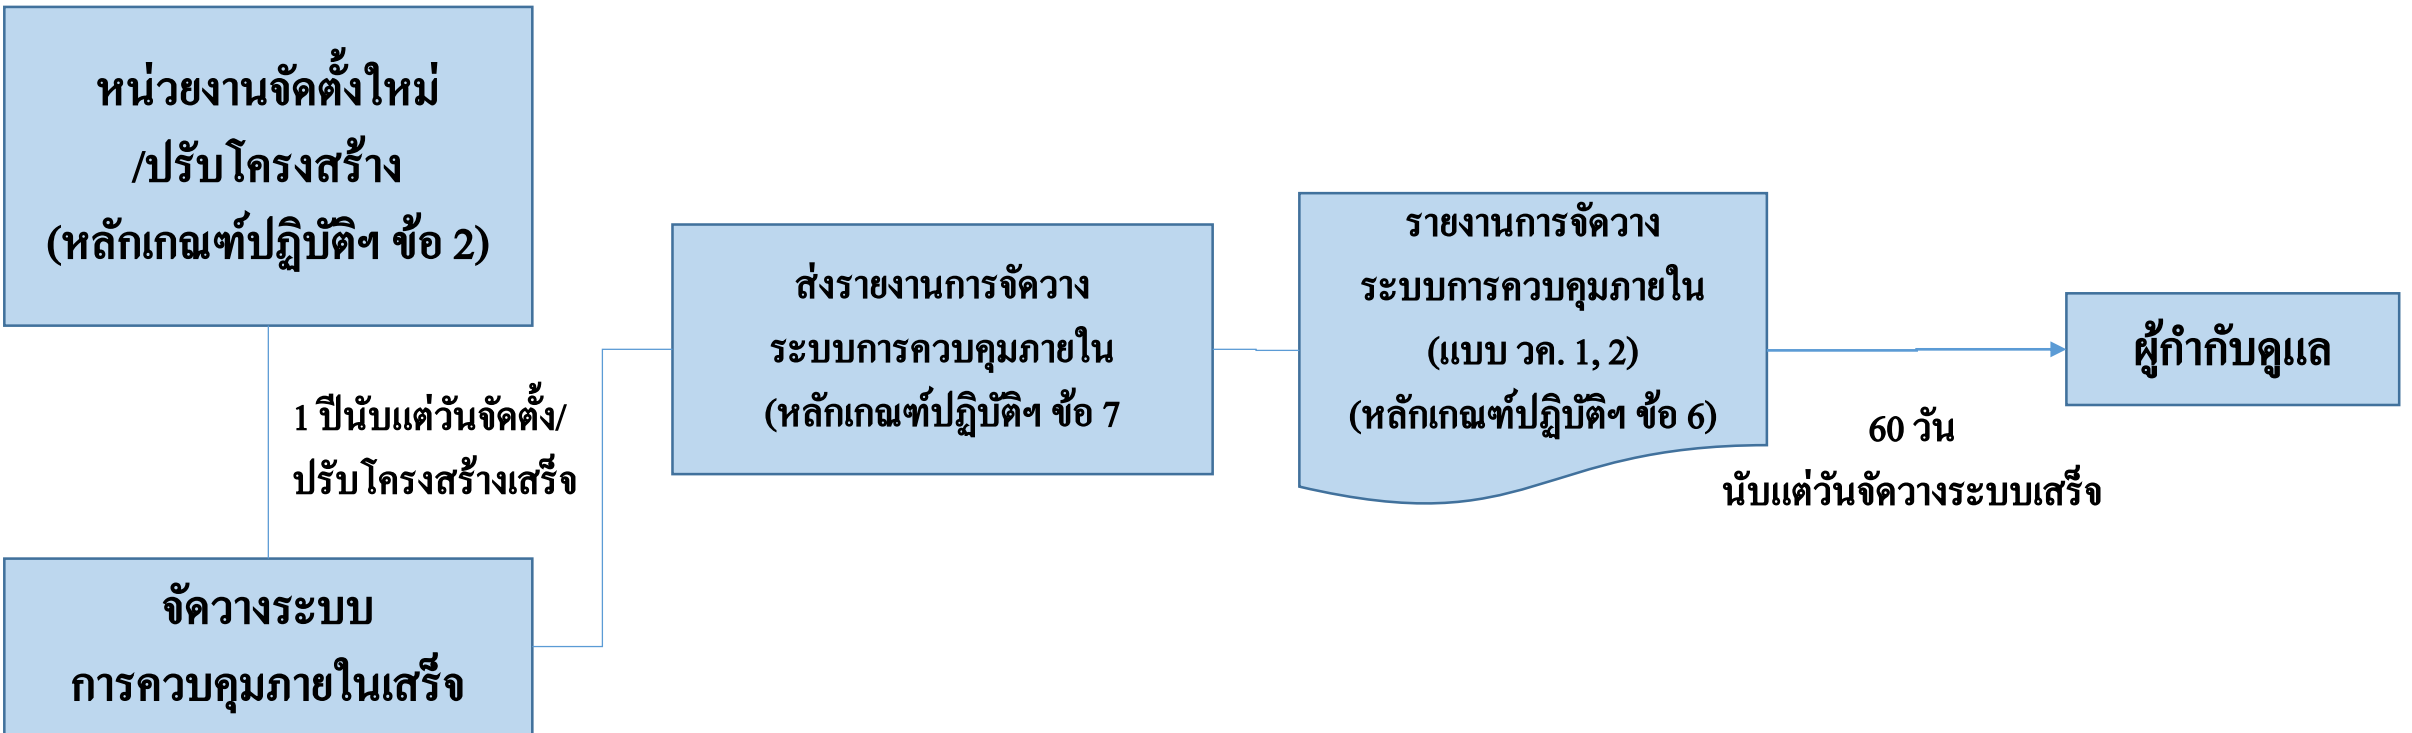 หน่วยงานจัดตั้งใหม่
/ปรับโครงสร้าง
(หลักเกณฑ์ปฏิบัติฯ ข้อ 2)
1 ปีนับแต่วันจัดตั้ง/
ปรับโครงสร้างเสร็จ
จัดวางระบบ
การควบคุมภายในเสร็จ
ส่งรายงานการจัดวาง
ระบบการควบคุมภายใน
(หลักเกณฑ์ปฏิบัติฯ ข้อ 7
รายงานการจัดวาง
ระบบการควบคุมภายใน
(แบบ วค. 1, 2)
(หลักเกณฑ์ปฏิบัติฯ ข้อ 6)
60 วัน
นับแต่วันจัดวางระบบเสร็จ
ผู้กำกับดูแล